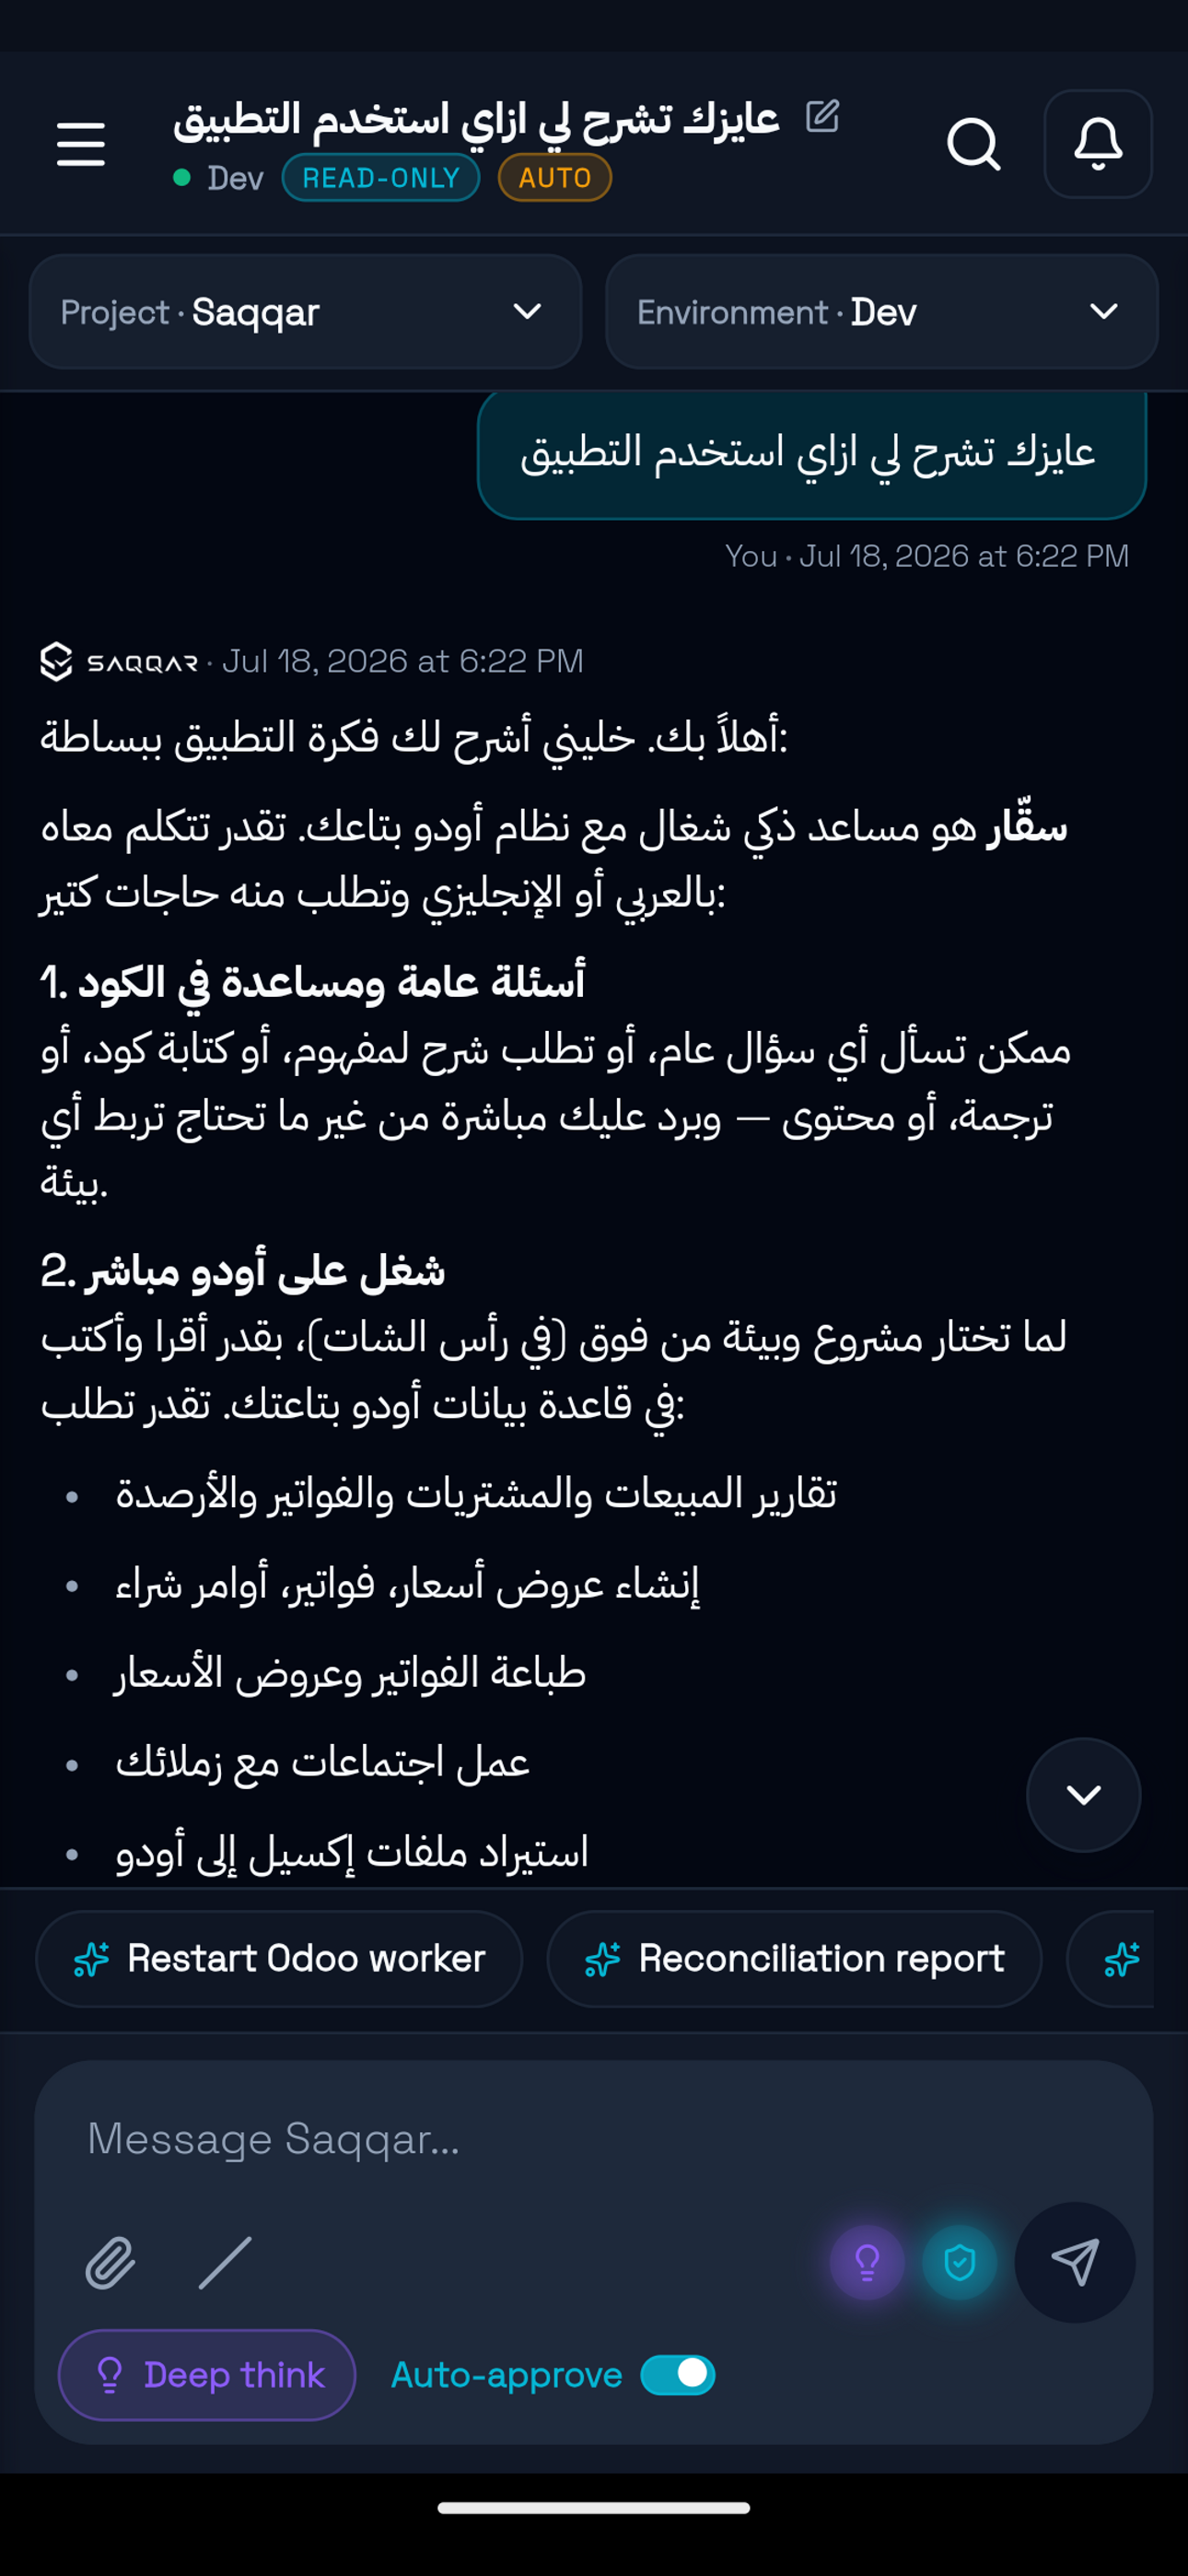 عايزك تشرح لي ازاي استخدم التطبيق
Dev READ-ONLY AUTO
Project · Saqqar
Environment · Dev
عايزك تشرح لي ازاي استخدم التطبيق
You · Jul 18, 2026 at 6:22 PM
SAQQAR · Jul 18, 2026 at 6:22 PM
أهلاً بك. خليني أشرح لك فكرة التطبيق ببساطة:
سقّار هو مساعد ذكي شغال مع نظام أودو بتاعك. تقدر تتكلم معاه
بالعربي أو الإنجليزي وتطلب منه حاجات كتير:
1. أسئلة عامة ومساعدة في الكود
ممكن تسأل أي سؤال عام، أو تطلب شرح لمفهوم، أو كتابة كود، أو
ترجمة، أو محتوى — وبرد عليك مباشرة من غير ما تحتاج تربط أي
بيئة.
2. شغل على أودو مباشر
لما تختار مشروع وبيئة من فوق (في رأس الشات)، بقدر أقرا وأكتب
في قاعدة بيانات أودو بتاعتك. تقدر تطلب:
• تقارير المبيعات والمشتريات والفواتير والأرصدة
• إنشاء عروض أسعار، فواتير، أوامر شراء
• طباعة الفواتير وعروض الأسعار
• عمل اجتماعات مع زملائك
• استيراد ملفات إكسيل إلى أودو
Restart Odoo worker
Reconciliation report
Message Saqqar...
Deep think
Auto-approve